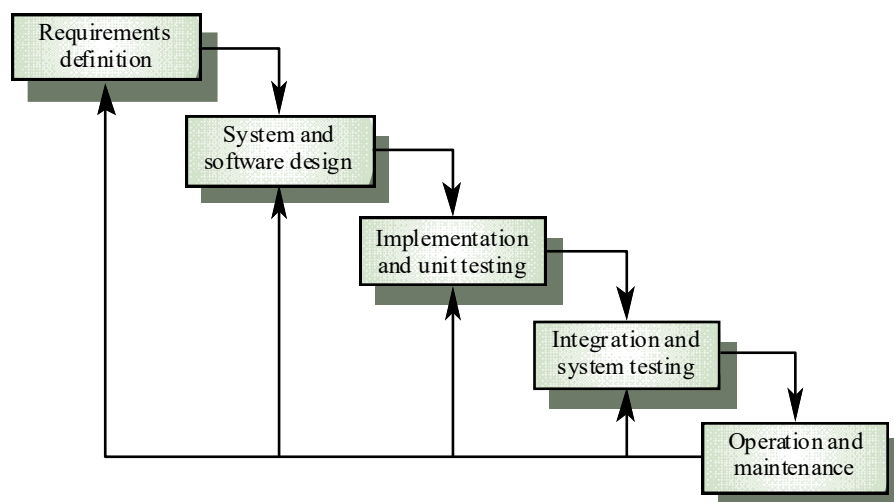 Requirements
definition
System and
software design
Implementation
and unit testing
Integration and
system testing
Operation and
maintenance